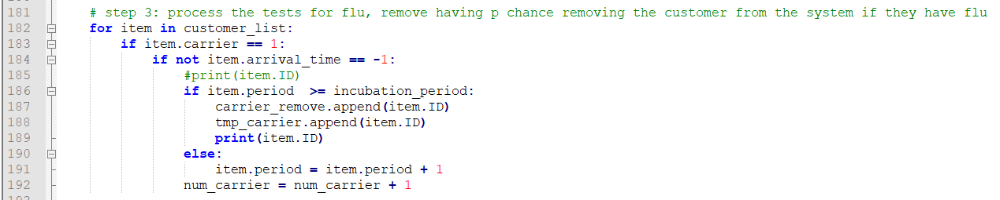 181 # step 3: process the tests for flu, remove having p chance removing the customer from the system if they have flu
182 for item in customer_list:
183 if item.carrier == 1:
184 if not item.arrival_time == -1:
185 #print(item.ID)
186 if item.period  >= incubation_period:
187 carrier_remove.append(item.ID)
188 tmp_carrier.append(item.ID)
189 print(item.ID)
190 else:
191 item.period = item.period + 1
192 num_carrier = num_carrier + 1